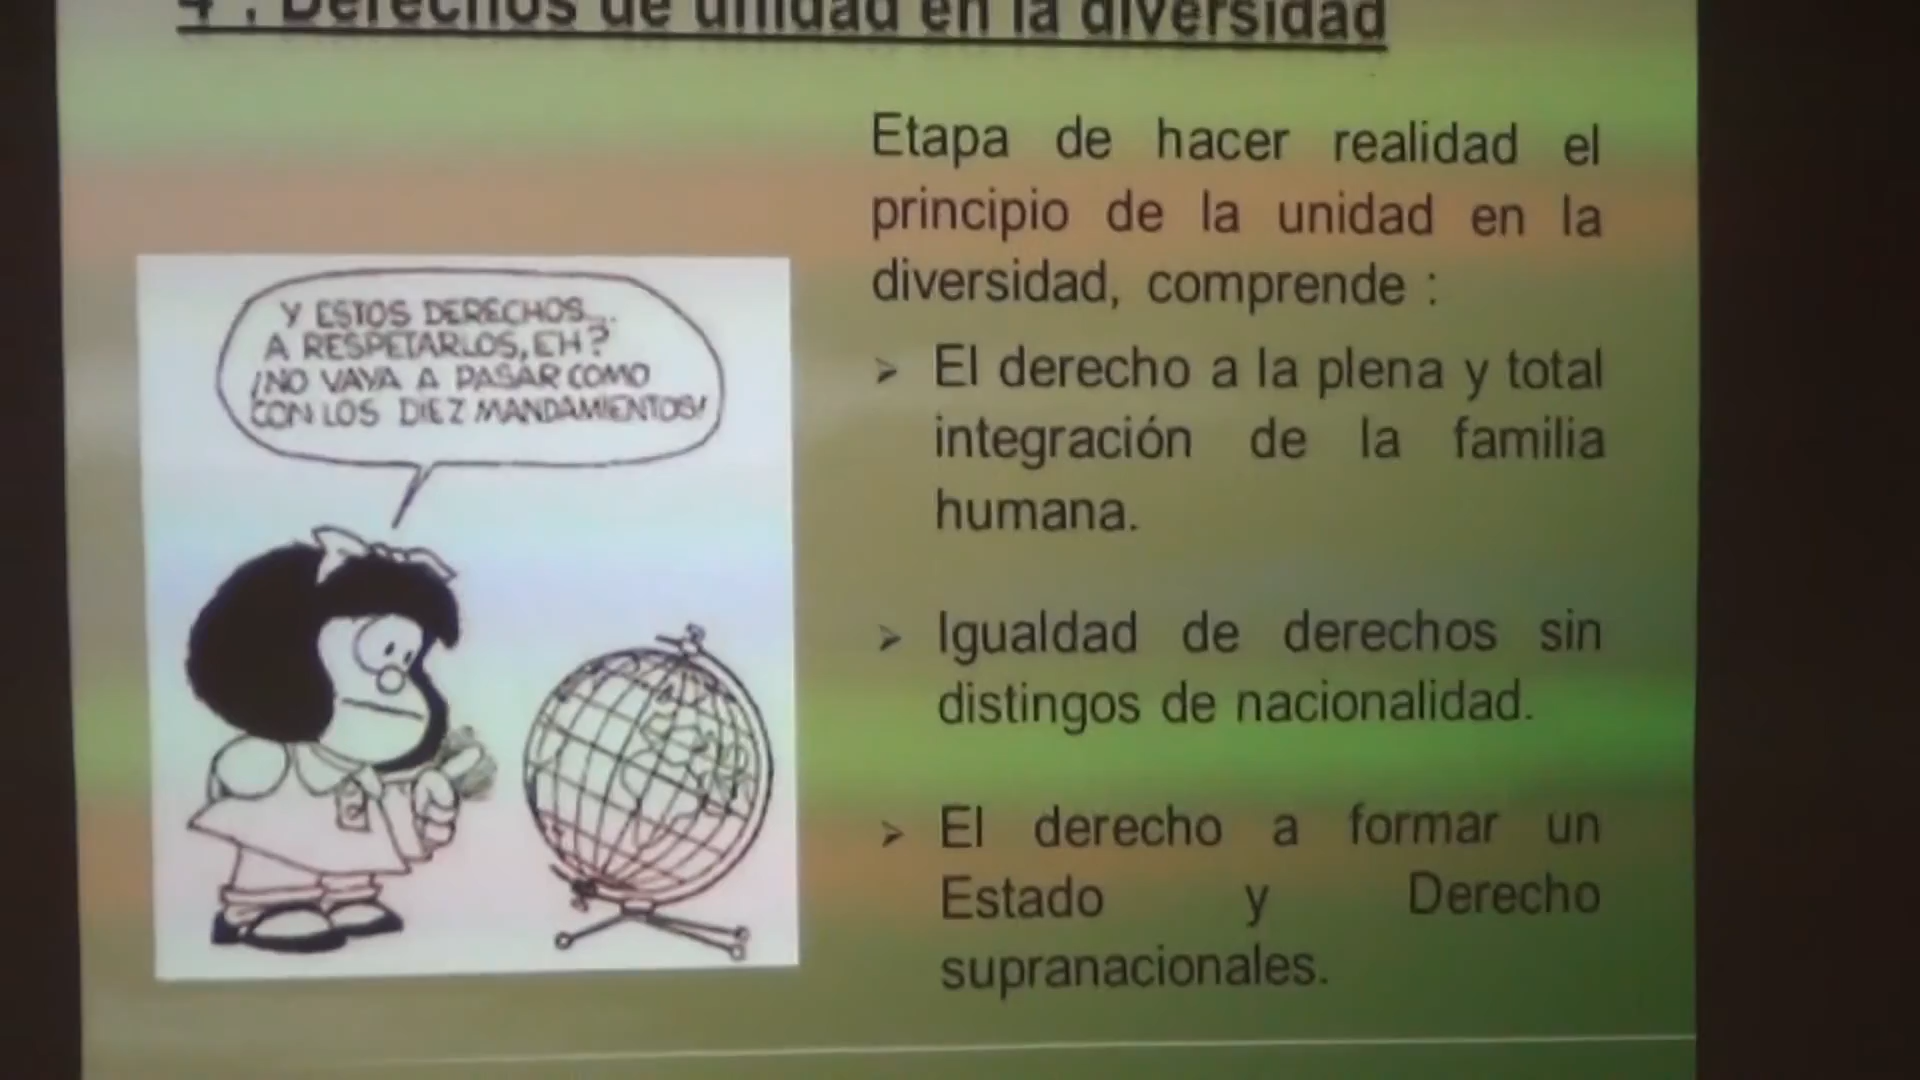 4 . Derechos de unidad en la diversidad
Y ESTOS DERECHOS...
A RESPETARLOS, EH?
¡NO VAYA A PASAR COMO
CON LOS DIEZ MANDAMIENTOS!
Etapa de hacer realidad el
principio de la unidad en la
diversidad, comprende :
➢ El derecho a la plena y total
integración de la familia
humana.
➢ Igualdad de derechos sin
distingos de nacionalidad.
➢ El derecho a formar un
Estado y Derecho
supranacionales.